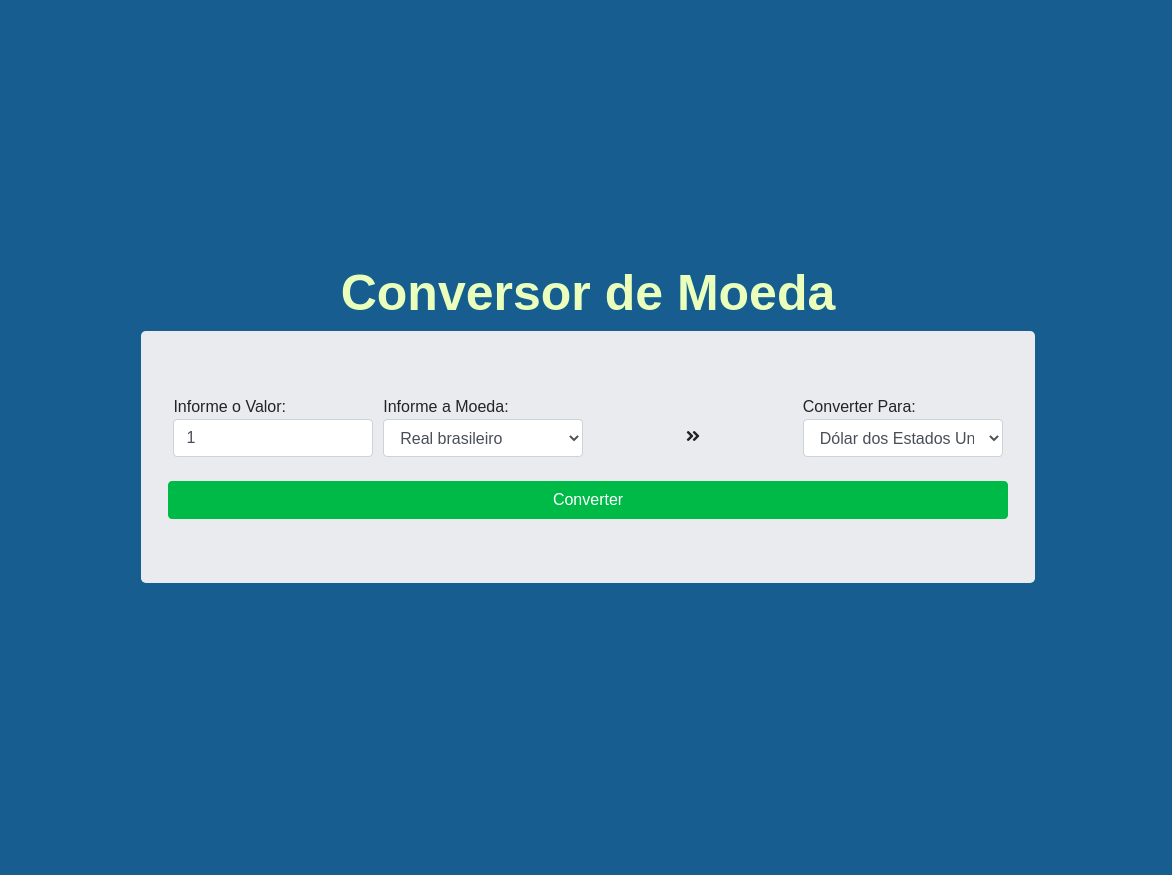 Conversor de Moeda
Informe o Valor: Informe a Moeda: Converter Para:
1 Real brasileiro » Dólar dos Estados Un
Converter